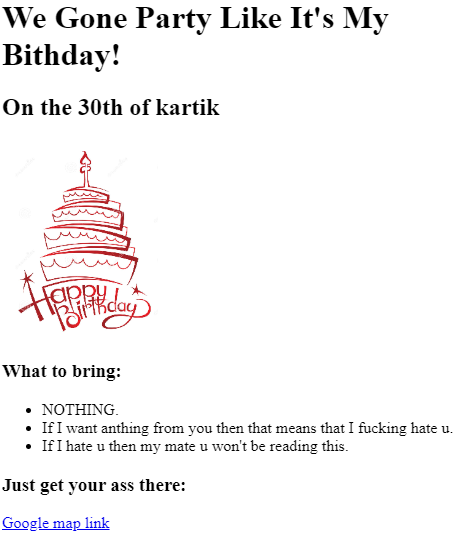 We Gone Party Like It's My
Bithday!
On the 30th of kartik
Happy
Birthday
What to bring:
NOTHING.
If I want anthing from you then that means that I fucking hate u.
If I hate u then my mate u won't be reading this.
Just get your ass there:
Google map link